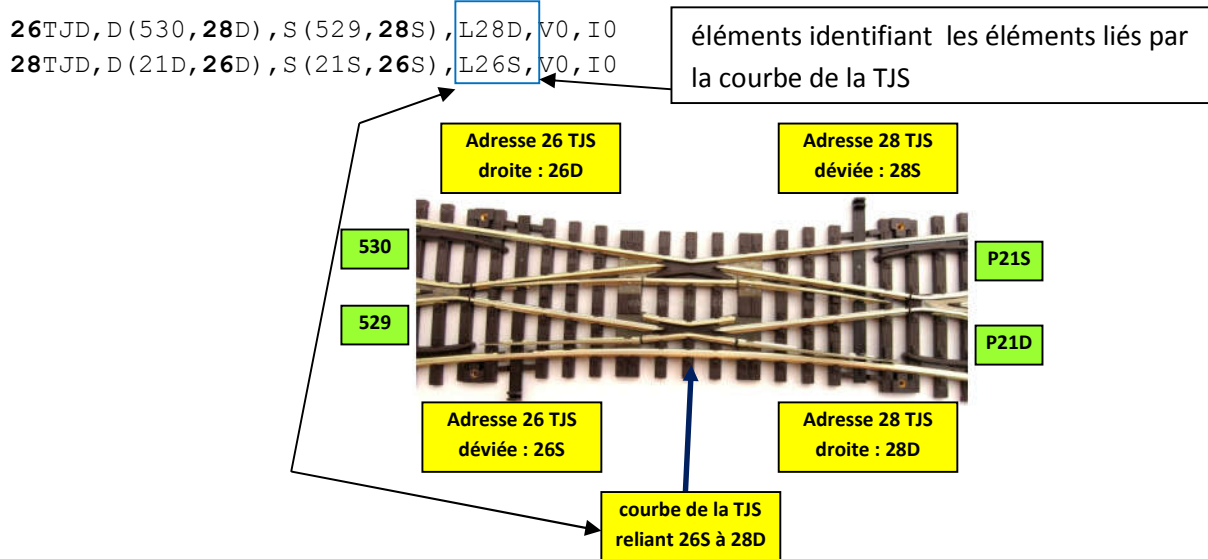 26TJD,D(530,28D),S(529,28S),L28D,V0,I0
28TJD,D(21D,26D),S(21S,26S),L26S,V0,I0
éléments identifiant les éléments liés par
la courbe de la TJS
Adresse 26 TJS
droite : 26D
Adresse 28 TJS
déviée : 28S
530
P21S
529
P21D
Adresse 26 TJS
déviée : 26S
Adresse 28 TJS
droite : 28D
courbe de la TJS
reliant 26S à 28D